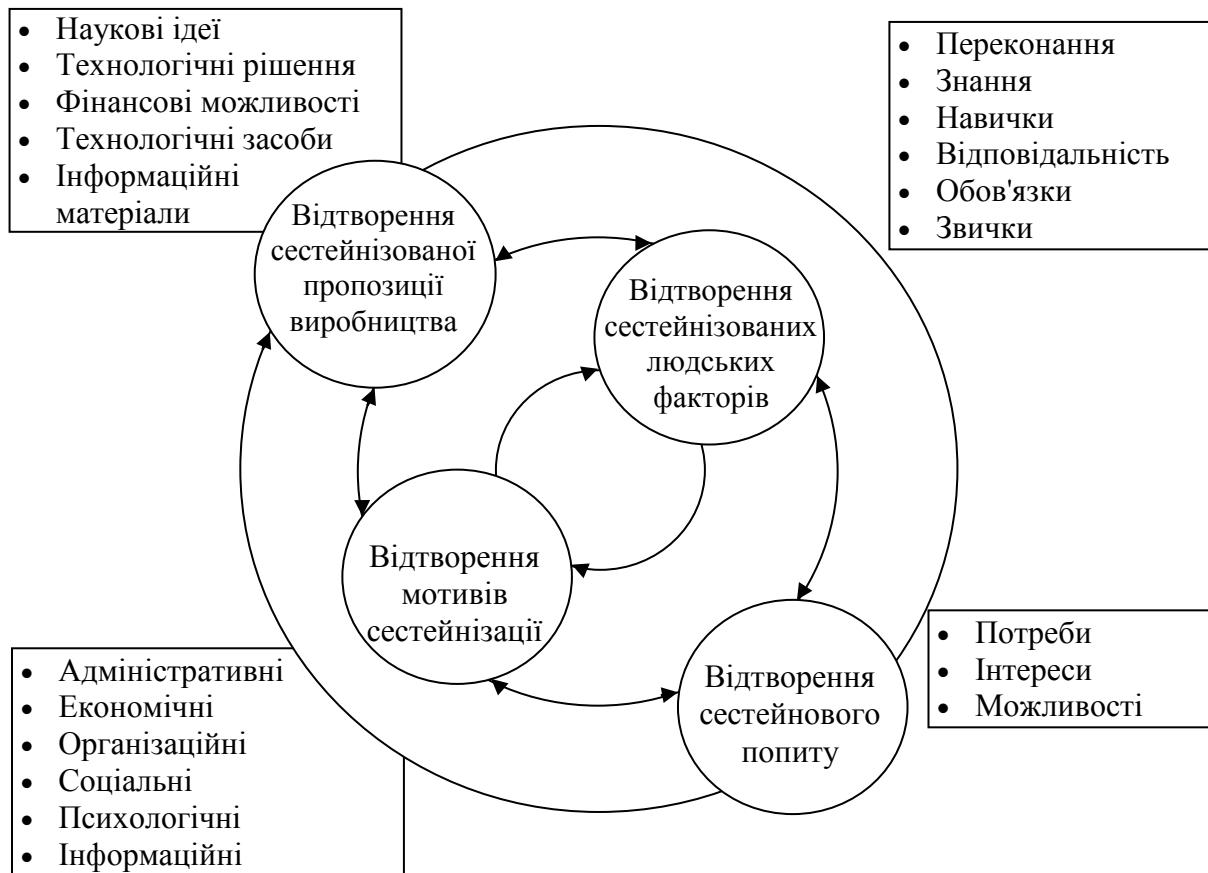 • Наукові ідеї
• Технологічні рішення
• Фінансові можливості
• Технологічні засоби
• Інформаційні
матеріали
• Переконання
• Знання
• Навички
• Відповідальність
• Обов'язки
• Звички
Відтворення
сестейнізованої
пропозиції
виробництва
Відтворення
сестейнізованих
людських
факторів
Відтворення
мотивів
сестейнізації
Відтворення
сестейнового
попиту
• Потреби
• Інтереси
• Можливості
• Адміністративні
• Економічні
• Організаційні
• Соціальні
• Психологічні
• Інформаційні